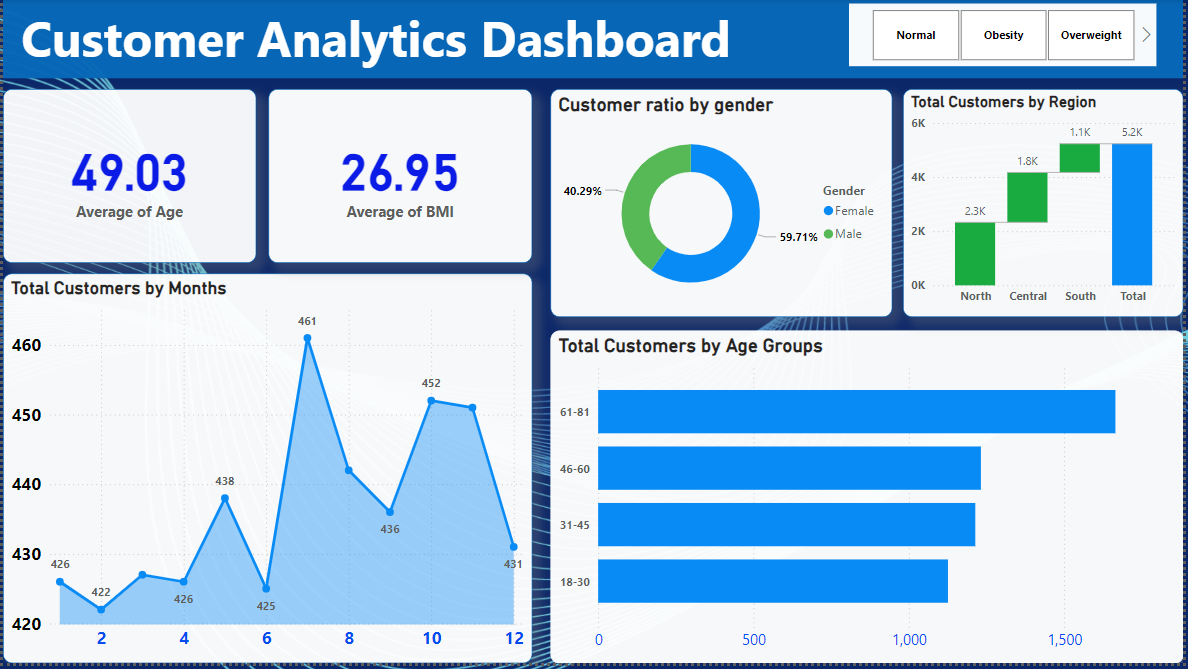 Customer Analytics Dashboard
Normal
Obesity
Overweight
49.03
Average of Age
26.95
Average of BMI
Customer ratio by gender
40.29%
59.71%
Gender
Female
Male
Total Customers by Region
6K
4K
2K
0K
2.3K
1.8K
1.1K
5.2K
North
Central
South
Total
Total Customers by Months
460
450
440
430
420
426
422
426
438
425
461
436
452
431
2
4
6
8
10
12
Total Customers by Age Groups
61-81
46-60
31-45
18-30
0
500
1,000
1,500